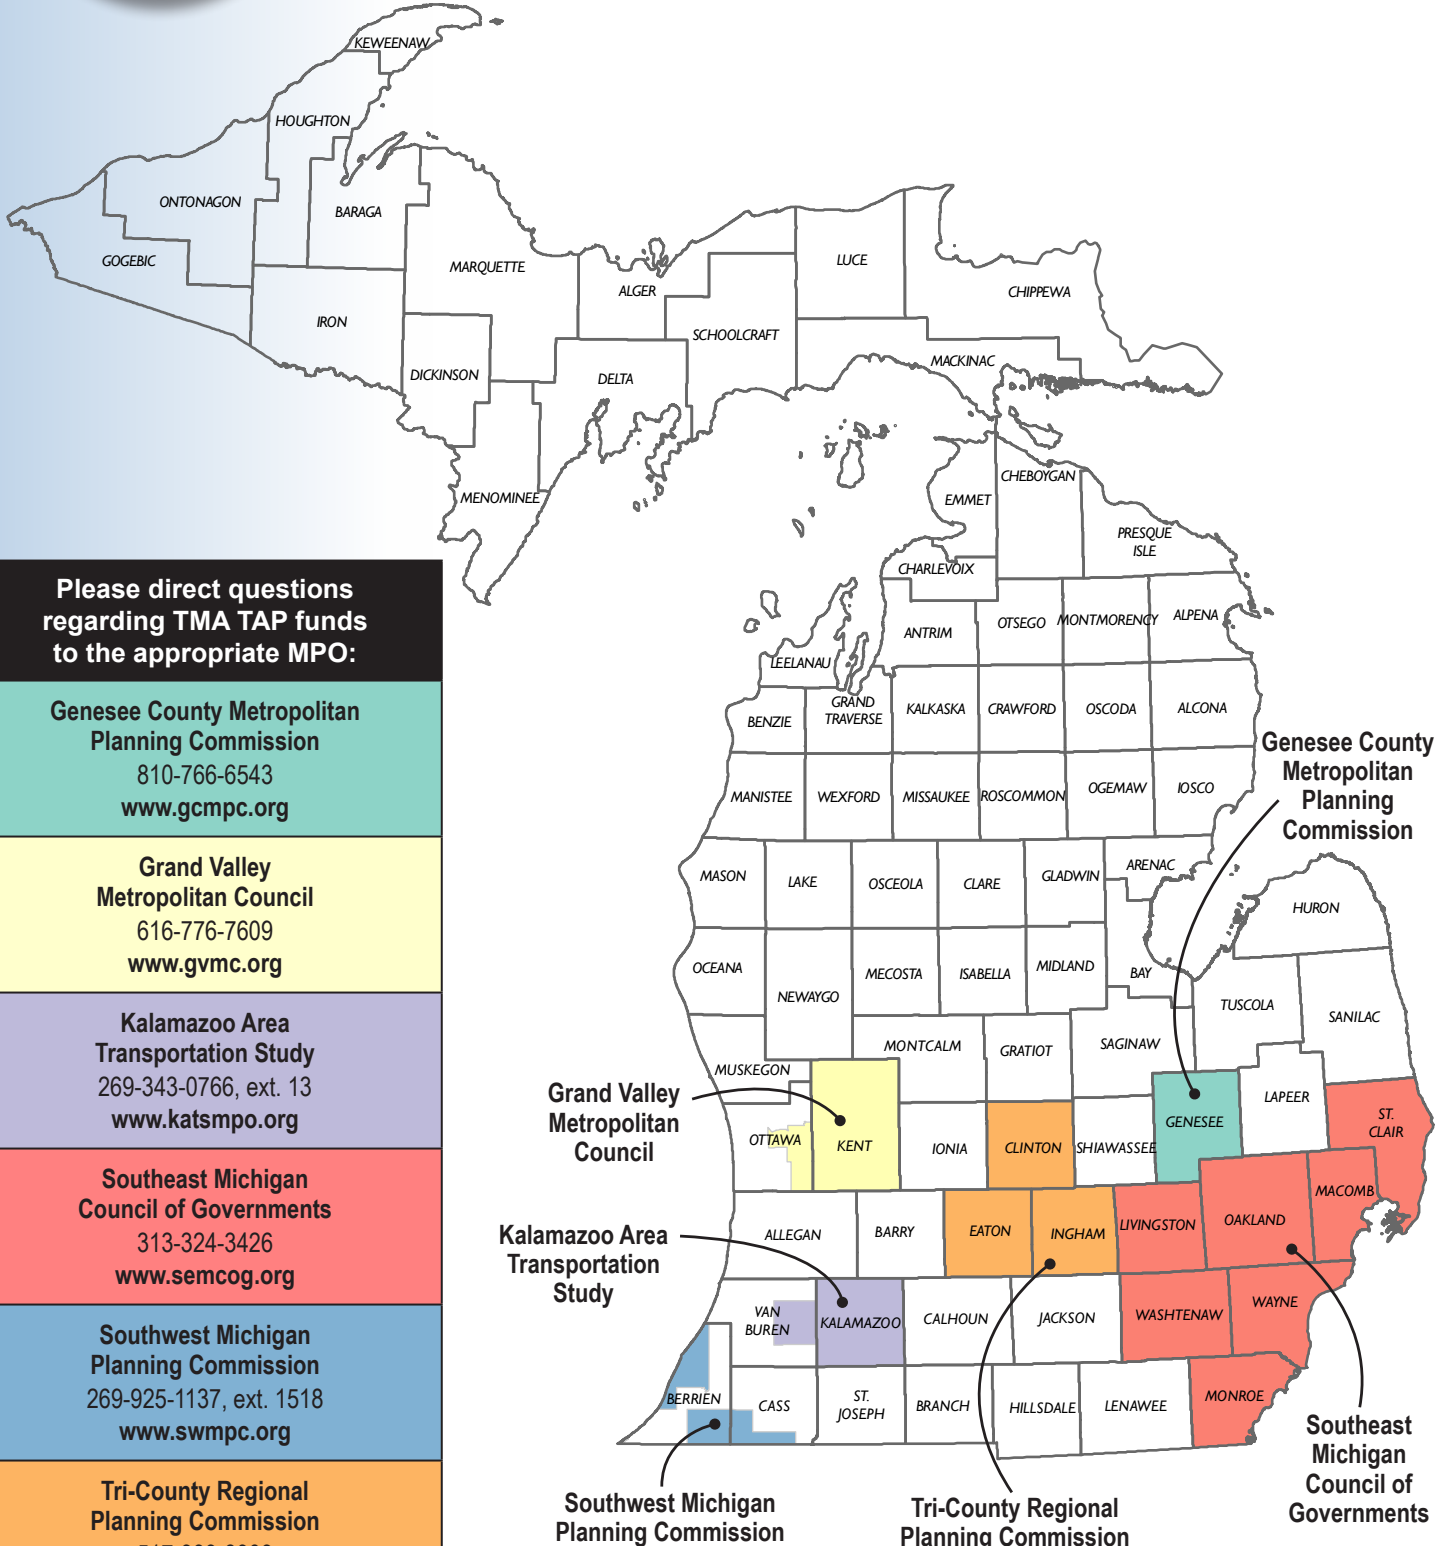 KEWEENAW
HOUGHTON
ONTONAGON
BARAGA
GOGEBIC
MARQUETTE
LUCE
ALGER
CHIPPEWA
IRON
SCHOOLCRAFT
MACKINAC
DICKINSON
DELTA
CHEBOYGAN
MENOMINEE
EMMET
PRESQUE
ISLE
CHARLEVOIX
OTSEGO
MONTMORENCY
ALPENA
ANTRIM
LEELANAU
GRAND
TRAVERSE
KALKASKA
CRAWFORD
OSCODA
ALCONA
BENZIE
MANISTEE
WEXFORD
MISSAUKEE
ROSCOMMON
OGEMAW
IOSCO
MASON
LAKE
OSCEOLA
CLARE
GLADWIN
ARENAC
HURON
OCEANA
NEWAYGO
MECOSTA
ISABELLA
MIDLAND
BAY
TUSCOLA
SANILAC
MUSKEGON
MONTCALM
GRATIOT
SAGINAW
LAPEER
ST.
CLAIR
OTTAWA
KENT
IONIA
CLINTON
SHIAWASSEE
GENESEE
ALLEGAN
BARRY
EATON
INGHAM
LIVINGSTON
OAKLAND
MACOMB
VAN
BUREN
KALAMAZOO
CALHOUN
JACKSON
WASHTENAW
WAYNE
BERRIEN
CASS
ST.
JOSEPH
BRANCH
HILLSDALE
LENAWEE
MONROE
Genesee County
Metropolitan
Planning
Commission
Grand Valley
Metropolitan
Council
Kalamazoo Area
Transportation
Study
Southwest Michigan
Planning Commission
Tri-County Regional
Planning Commission
Southeast
Michigan
Council of
Governments
Please direct questions
regarding TMA TAP funds
to the appropriate MPO:
Genesee County Metropolitan
Planning Commission
810-766-6543
www.gcmpc.org
Grand Valley
Metropolitan Council
616-776-7609
www.gvmc.org
Kalamazoo Area
Transportation Study
269-343-0766, ext. 13
www.katsmpo.org
Southeast Michigan
Council of Governments
313-324-3426
www.semcog.org
Southwest Michigan
Planning Commission
269-925-1137, ext. 1518
www.swmpc.org
Tri-County Regional
Planning Commission